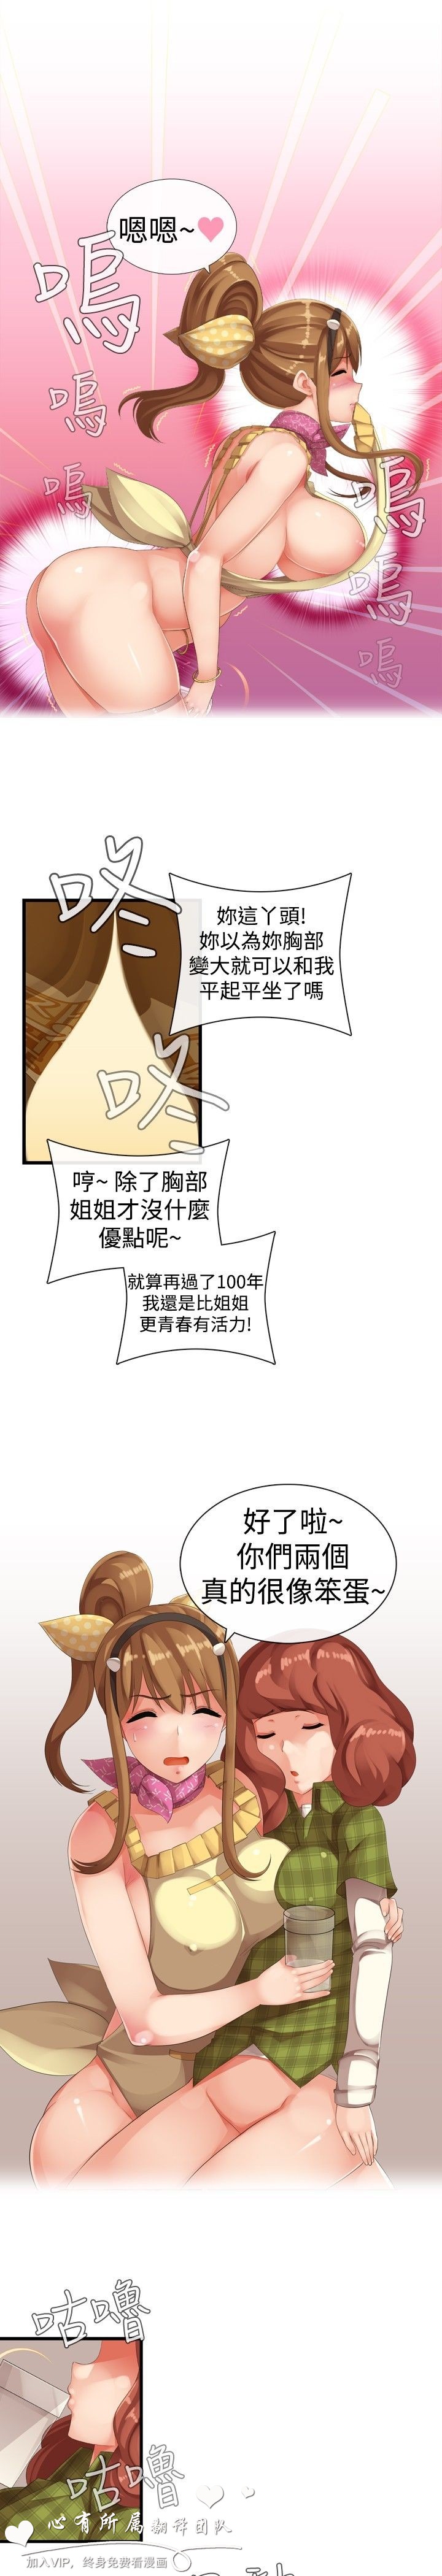 嗯嗯~♥
嗚
嗚
嗚
嗚
嗚
嗚
咚
妳這丫頭!
妳以為妳胸部
變大就可以和我
平起平坐了嗎
咚
哼~ 除了胸部
姐姐才沒什麼
優點呢~
就算再過了100年
我還是比姐姐
更青春有活力!
好了啦~
你們兩個
真的很像笨蛋~
咕嚕
咕嚕
心有所属翻译团队
加入VIP，终身免费看漫画